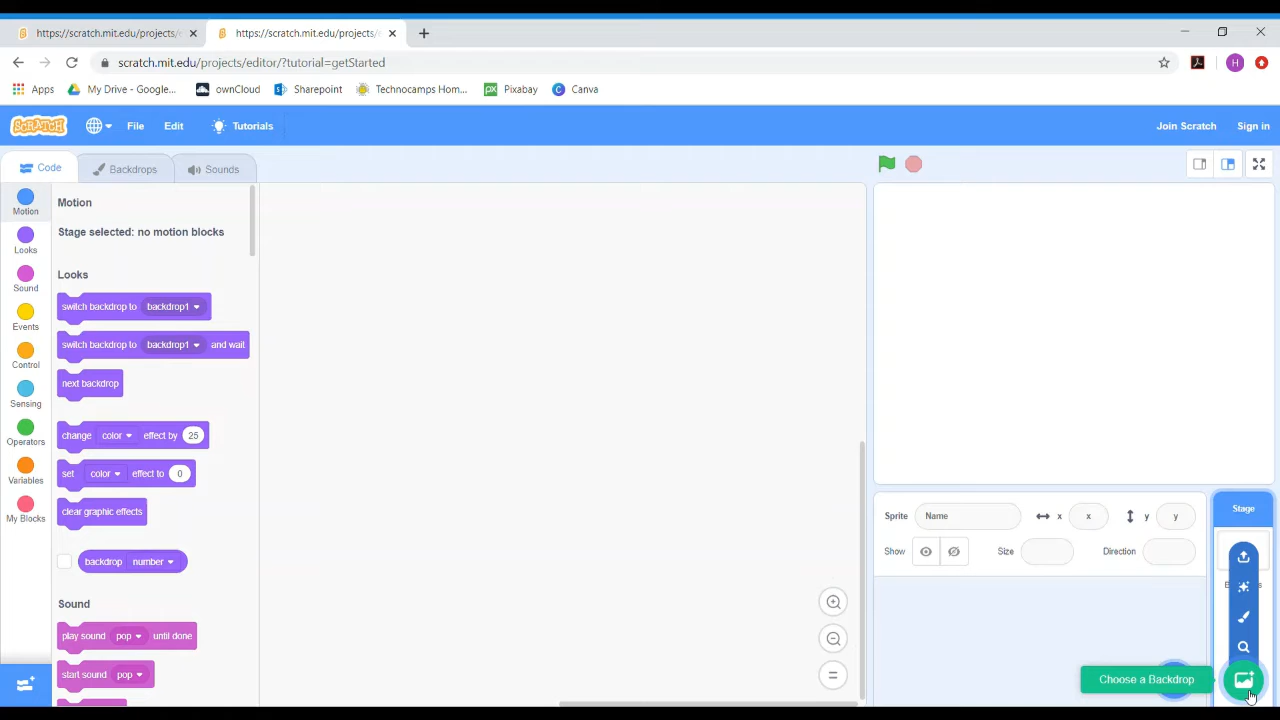 https://scratch.mit.edu/projects/
https://scratch.mit.edu/projects/
scratch.mit.edu/projects/editor/?tutorial=getStarted
H
Apps My Drive - Google... ownCloud Sharepoint Technocamps Hom... px Pixabay C Canva
SCRATCH File Edit Tutorials Join Scratch Sign in
Code Backdrops Sounds
Motion
Looks
Sound
Events
Control
Sensing
Operators
Variables
My Blocks
Motion
Stage selected: no motion blocks
Looks
switch backdrop to backdrop1
switch backdrop to backdrop1 and wait
next backdrop
change color effect by 25
set color effect to 0
clear graphic effects
backdrop number
Sound
play sound pop until done
start sound pop
Sprite Name x x y y
Show Size Direction
Stage
Choose a Backdrop